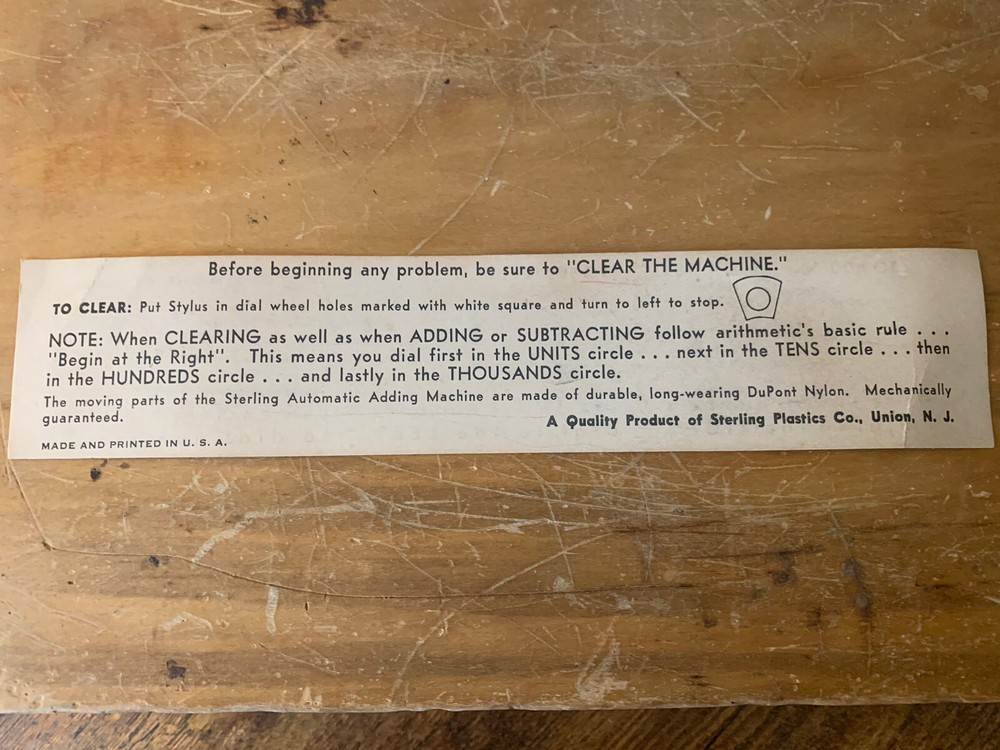 Before beginning any problem, be sure to "CLEAR THE MACHINE."
TO CLEAR: Put Stylus in dial wheel holes marked with white square and turn to left to stop.
NOTE: When CLEARING as well as when ADDING or SUBTRACTING follow arithmetic's basic rule . . .
"Begin at the Right". This means you dial first in the UNITS circle . . . next in the TENS circle . . . then
in the HUNDREDS circle . . . and lastly in the THOUSANDS circle.
The moving parts of the Sterling Automatic Adding Machine are made of durable, long-wearing DuPont Nylon. Mechanically
guaranteed.
A Quality Product of Sterling Plastics Co., Union, N. J.
MADE AND PRINTED IN U. S. A.